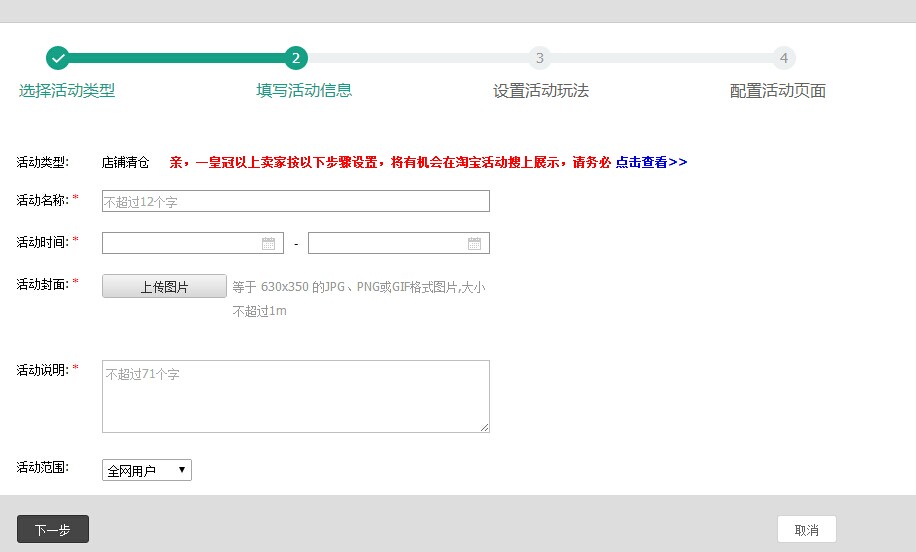 2 3 4
选择活动类型 填写活动信息 设置活动玩法 配置活动页面
活动类型: 店铺清仓 亲，一皇冠以上卖家按以下步骤设置，将有机会在淘宝活动搜上展示，请务必 点击查看>>
活动名称: * 不超过12个字
活动时间: * -
活动封面: * 上传图片 等于 630x350 的JPG、PNG或GIF格式图片,大小
不超过1m
活动说明: * 不超过71个字
活动范围: 全网用户
下一步 取消